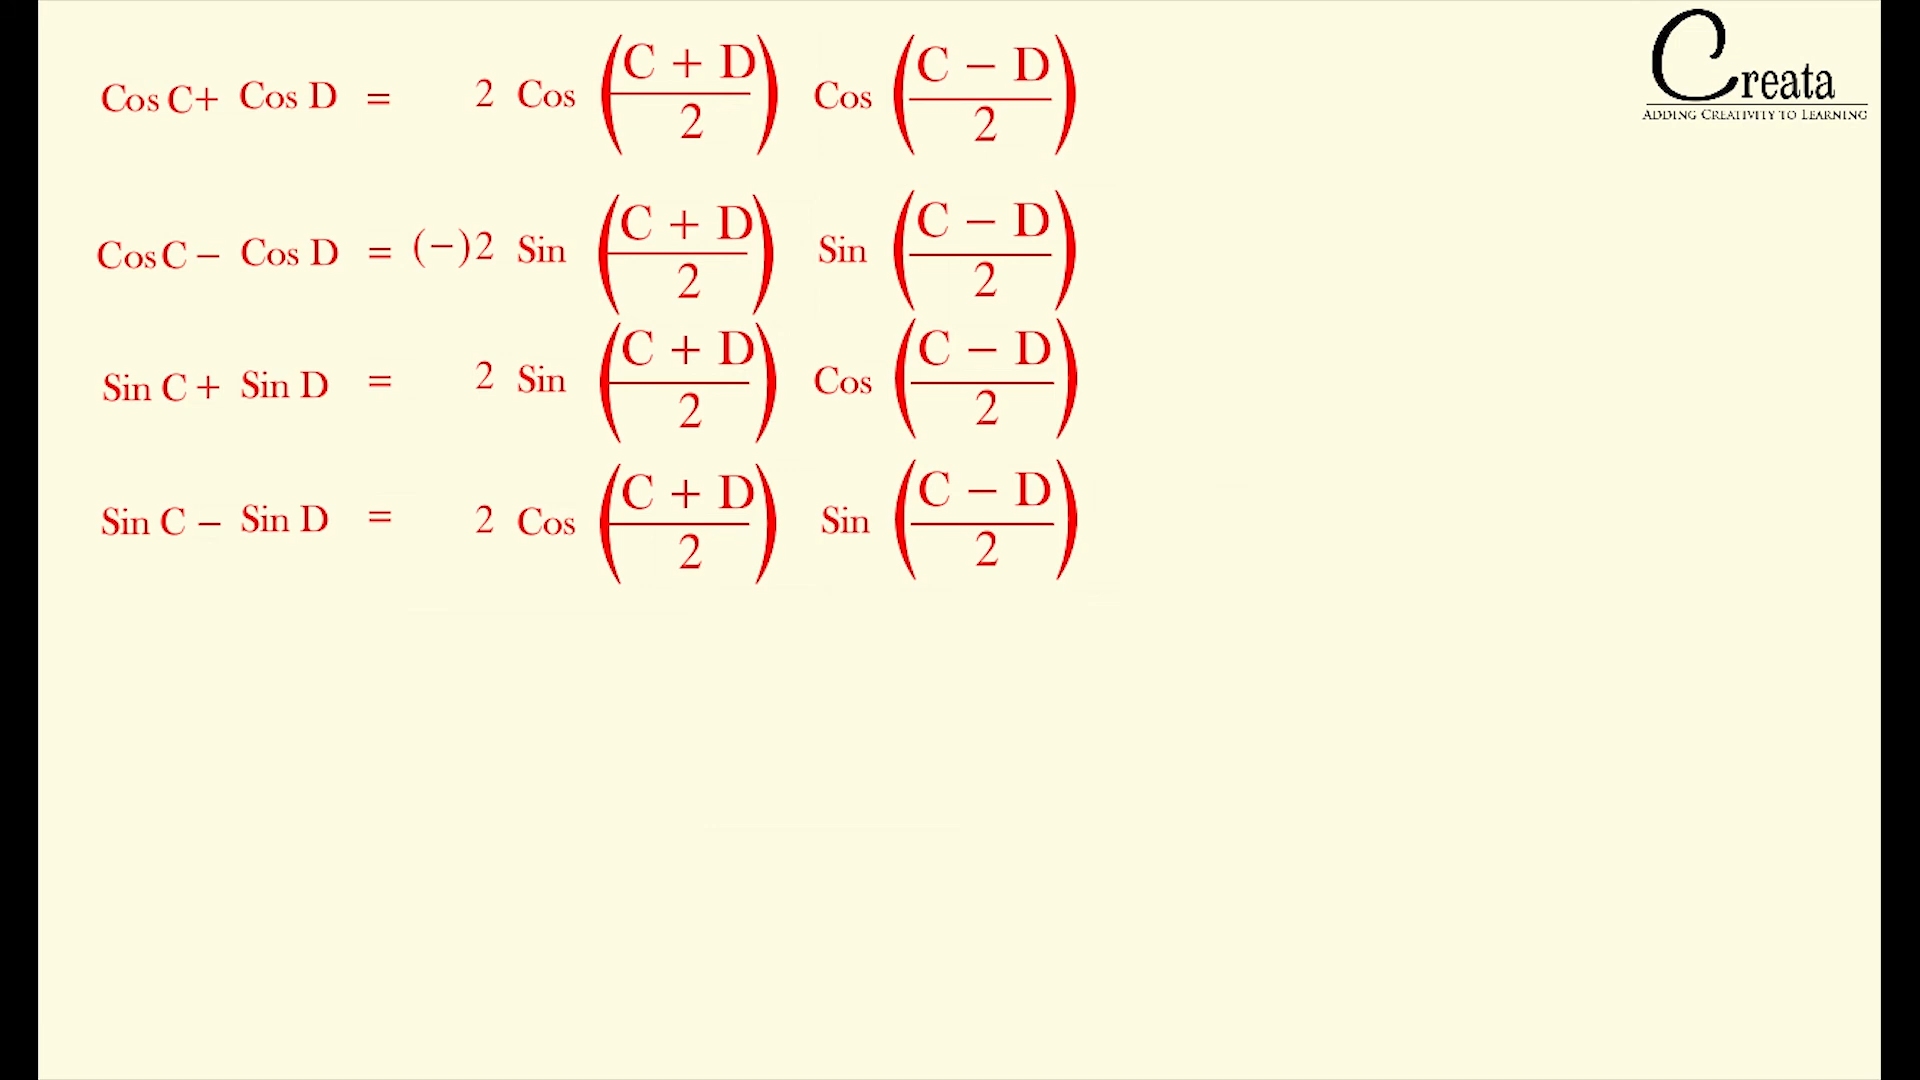 Creata
Adding Creativity to Learning
Cos C + Cos D = 2 Cos ((C + D)/2) Cos ((C − D)/2)
Cos C − Cos D = (−)2 Sin ((C + D)/2) Sin ((C − D)/2)
Sin C + Sin D = 2 Sin ((C + D)/2) Cos ((C − D)/2)
Sin C − Sin D = 2 Cos ((C + D)/2) Sin ((C − D)/2)